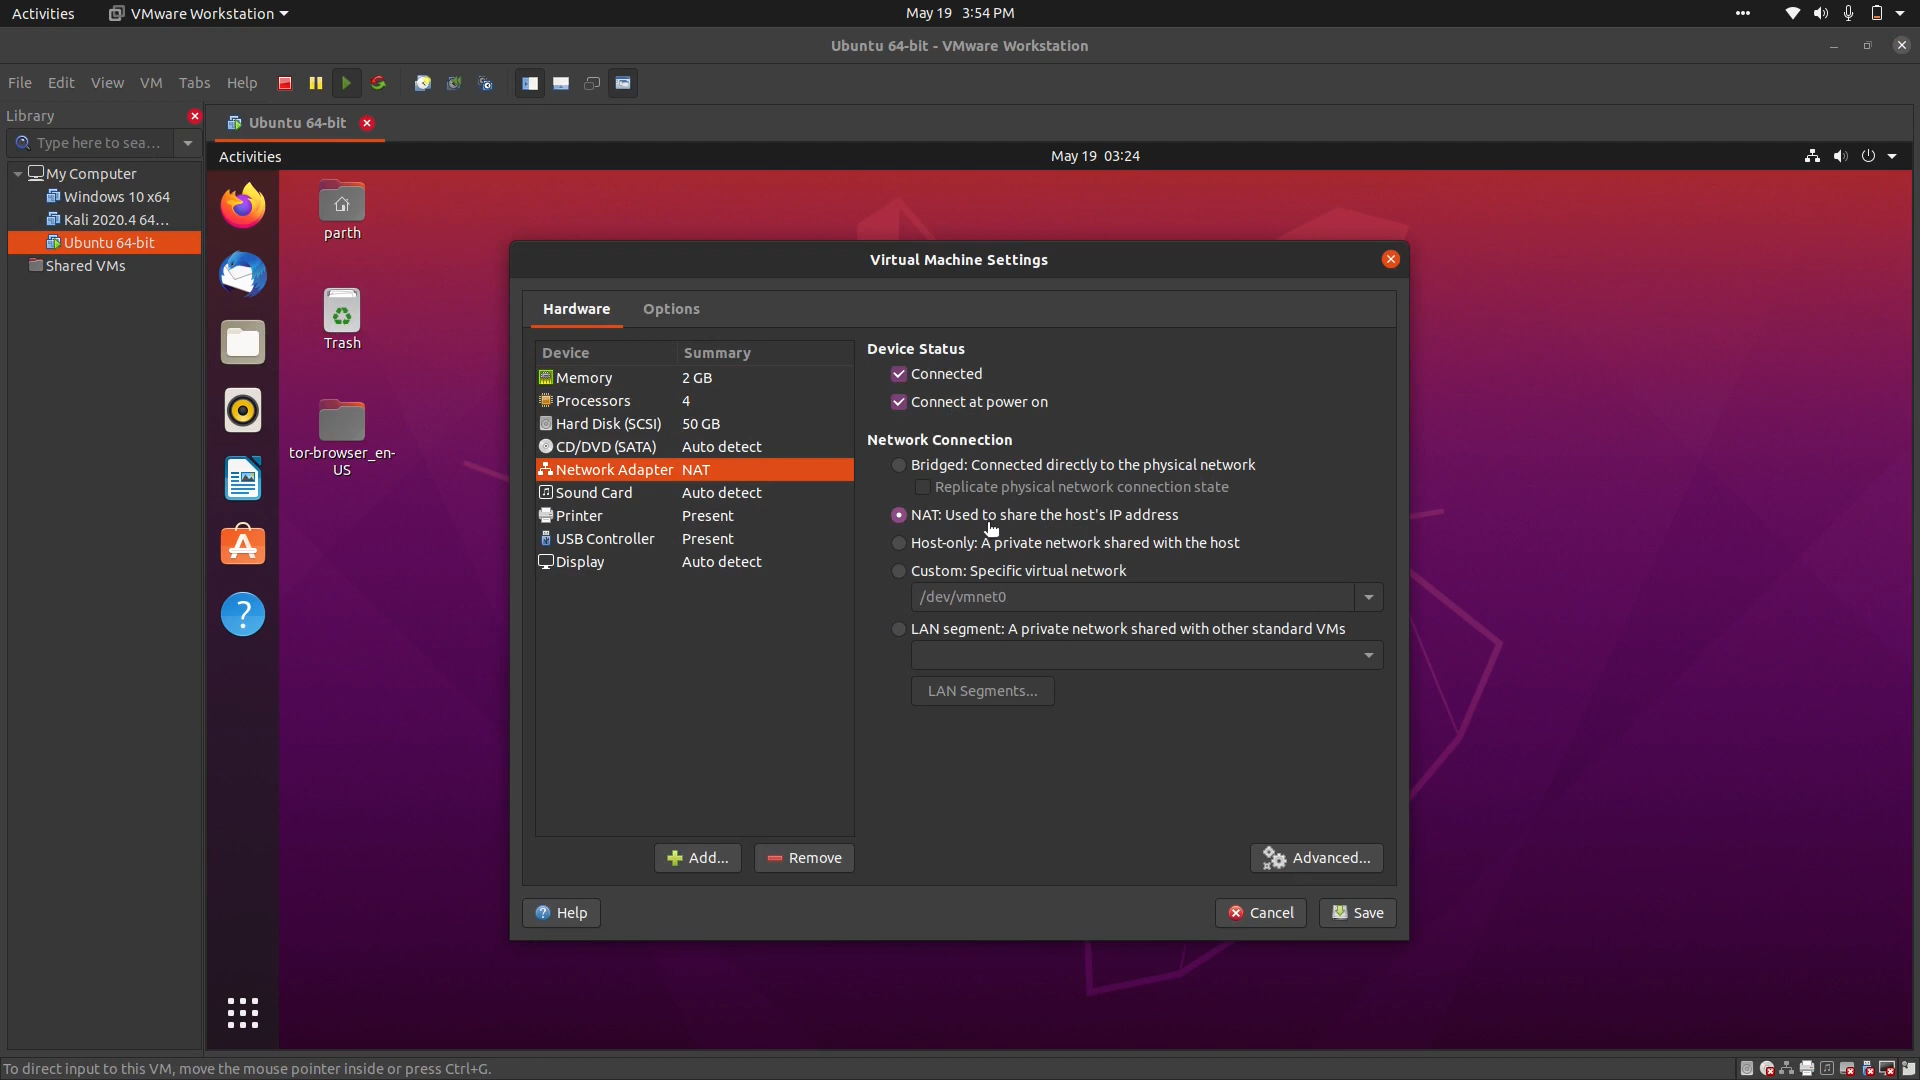 Activities
VMware Workstation
May 19 3:54 PM
Ubuntu 64-bit - VMware Workstation
File Edit View VM Tabs Help
Library
Type here to sea...
My Computer
Windows 10 x64
Kali 2020.4 64...
Ubuntu 64-bit
Shared VMs
Ubuntu 64-bit
Activities
May 19 03:24
parth
Trash
tor-browser_en-
US
Virtual Machine Settings
Hardware Options
Device Summary
Memory 2 GB
Processors 4
Hard Disk (SCSI) 50 GB
CD/DVD (SATA) Auto detect
Network Adapter NAT
Sound Card Auto detect
Printer Present
USB Controller Present
Display Auto detect
Add...
Remove
Device Status
Connected
Connect at power on
Network Connection
Bridged: Connected directly to the physical network
Replicate physical network connection state
NAT: Used to share the host's IP address
Host-only: A private network shared with the host
Custom: Specific virtual network
/dev/vmnet0
LAN segment: A private network shared with other standard VMs
LAN Segments...
Advanced...
Help
Cancel
Save
To direct input to this VM, move the mouse pointer inside or press Ctrl+G.